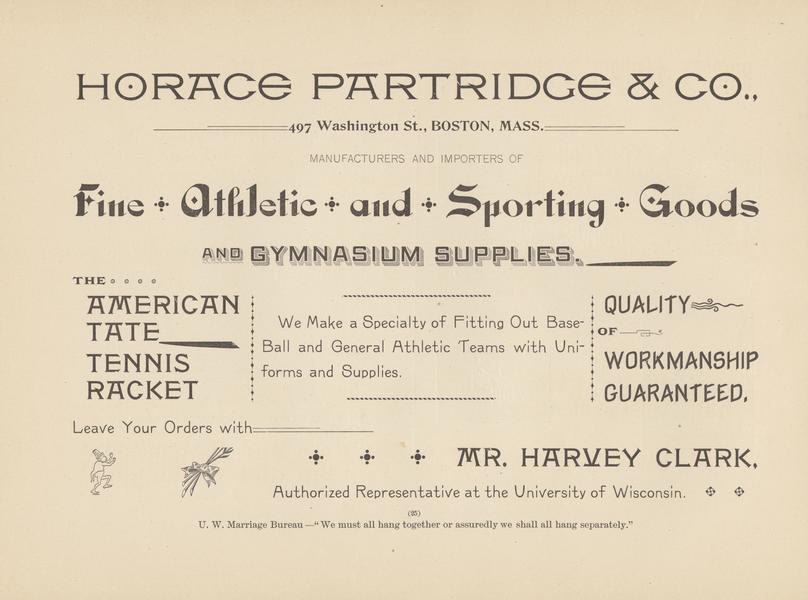 HORACE PARTRIDGE & CO.,
497 Washington St., BOSTON, MASS.
MANUFACTURERS AND IMPORTERS OF
Fine Athletic and Sporting Goods
AND GYMNASIUM SUPPLIES.
THE
AMERICAN
TATE
TENNIS
RACKET
We Make a Specialty of Fitting Out Base-
Ball and General Athletic Teams with Uni-
forms and Supplies.
QUALITY
OF
WORKMANSHIP
GUARANTEED.
Leave Your Orders with
MR. HARVEY CLARK,
Authorized Representative at the University of Wisconsin.
(25)
U. W. Marriage Bureau—"We must all hang together or assuredly we shall all hang separately."